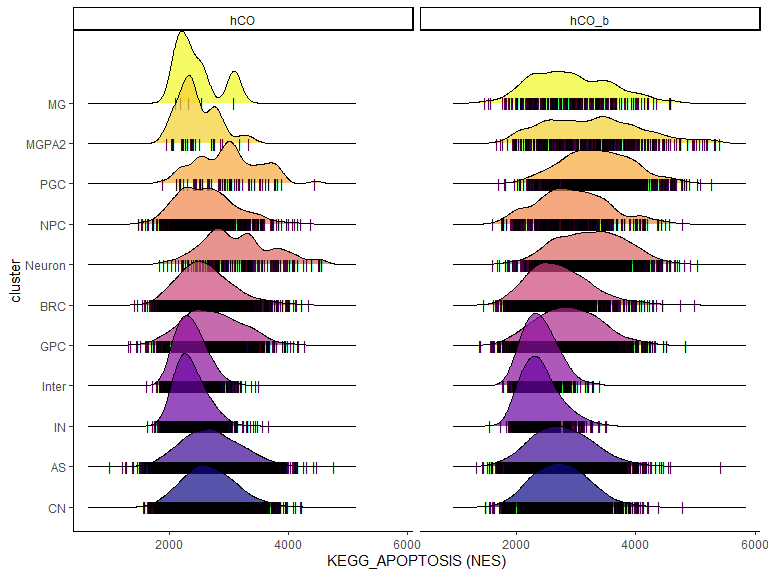 hCO hCO_b
MG
MGPA2
PGC
NPC
Neuron
BRC
GPC
Inter
IN
AS
CN
cluster
2000 4000 6000 2000 4000 6000
KEGG_APOPTOSIS (NES)